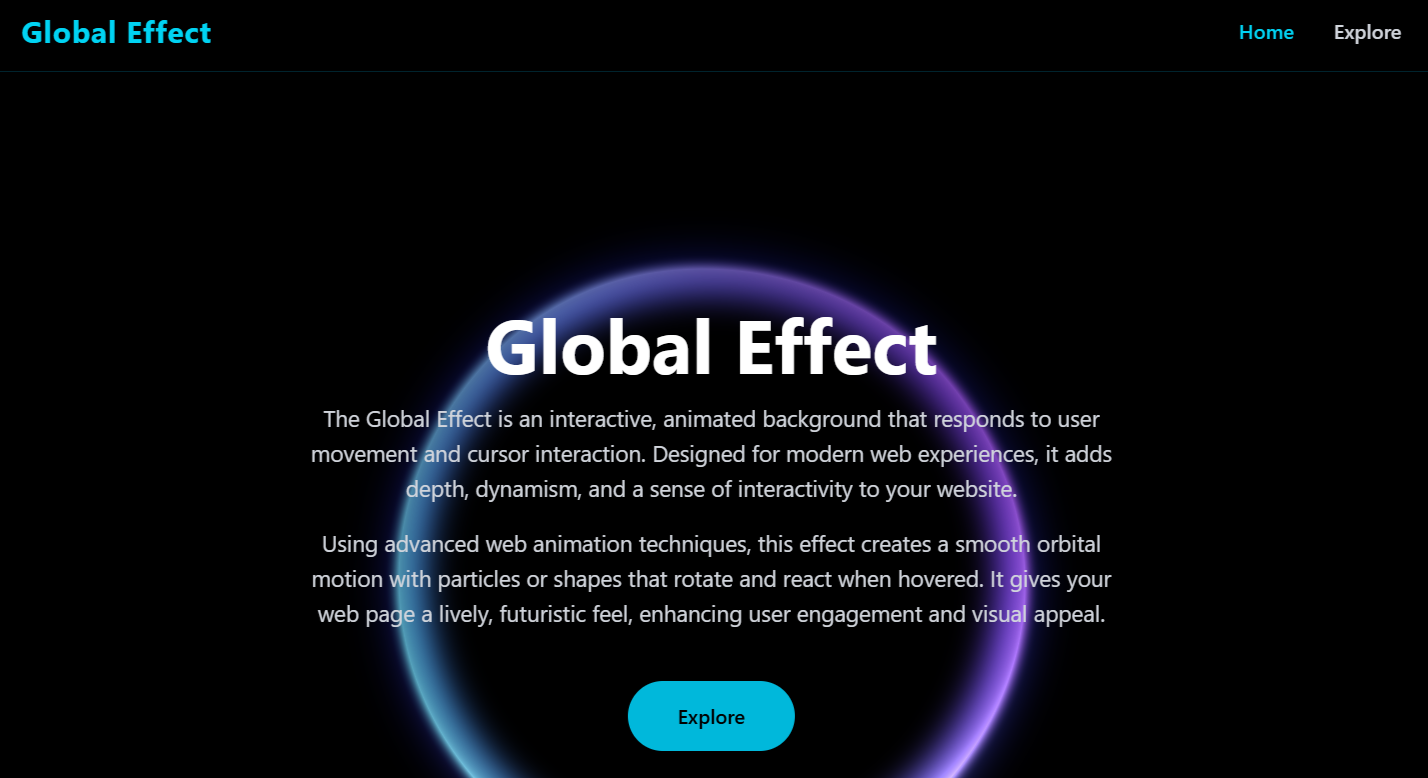 Global Effect
Home
Explore
Global Effect
The Global Effect is an interactive, animated background that responds to user
movement and cursor interaction. Designed for modern web experiences, it adds
depth, dynamism, and a sense of interactivity to your website.
Using advanced web animation techniques, this effect creates a smooth orbital
motion with particles or shapes that rotate and react when hovered. It gives your
web page a lively, futuristic feel, enhancing user engagement and visual appeal.
Explore